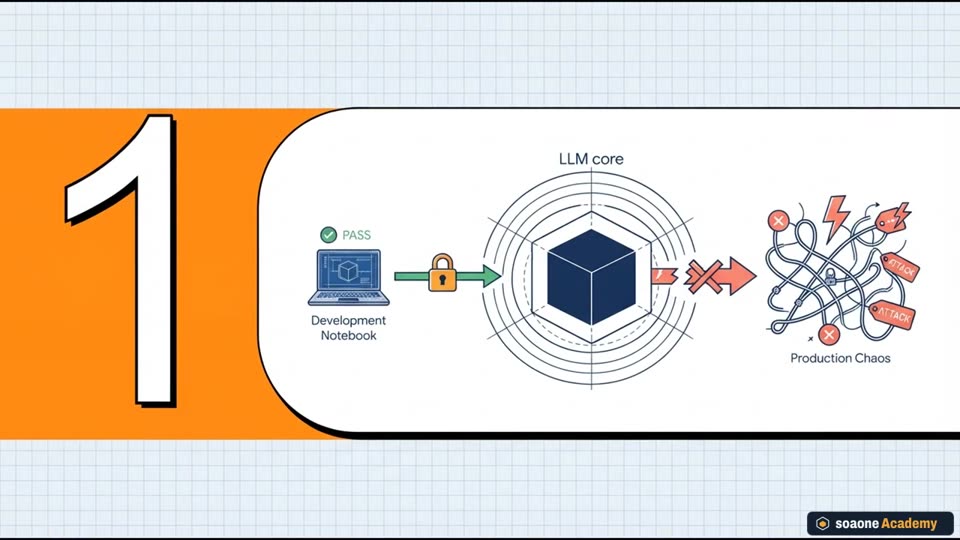 1
LLM core
PASS
Development
Notebook
ATTACK
ATTACK
Production Chaos
soaone Academy